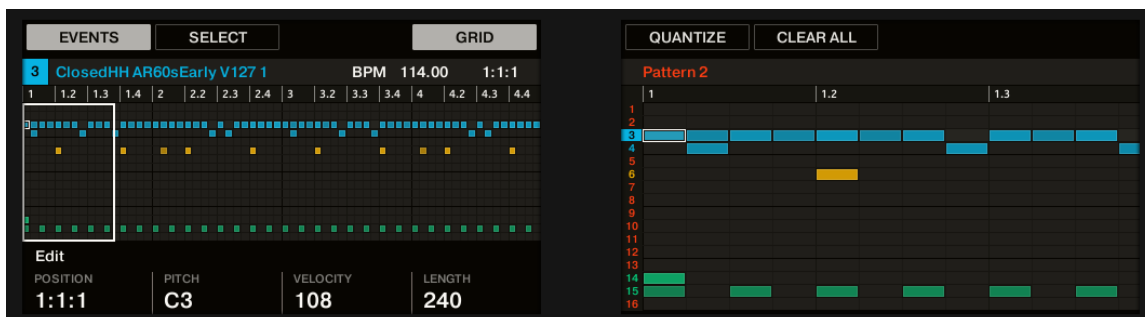 EVENTS SELECT GRID
3 ClosedHH AR60sEarly V127 1 BPM 114.00 1:1:1
1 1.2 1.3 1.4 2 2.2 2.3 2.4 3 3.2 3.3 3.4 4 4.2 4.3 4.4
Edit
POSITION PITCH VELOCITY LENGTH
1:1:1 C3 108 240
QUANTIZE CLEAR ALL
Pattern 2
1 1.2 1.3
1
2
3
4
5
6
7
8
9
10
11
12
13
14
15
16